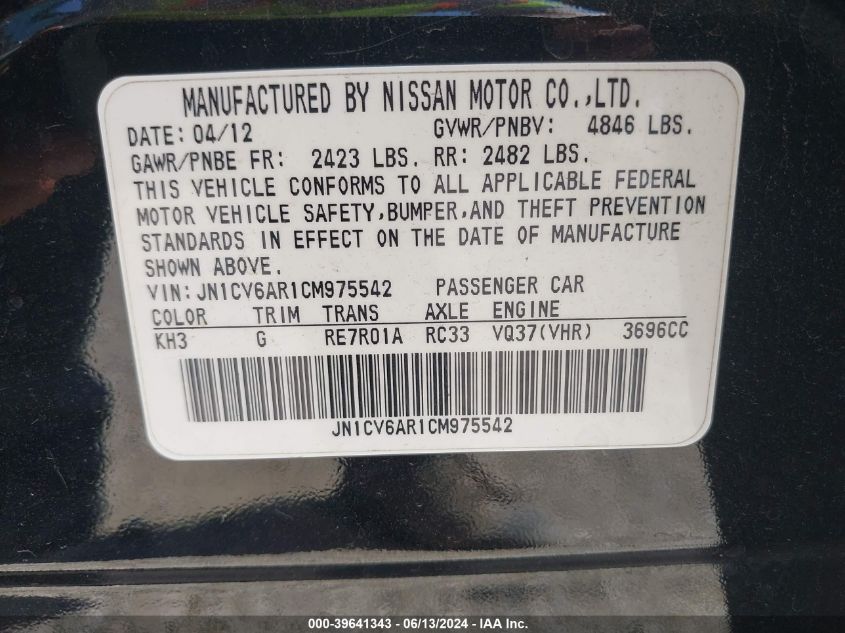 MANUFACTURED BY NISSAN MOTOR CO.,LTD.
DATE: 04/12 GVWR/PNBV: 4846 LBS.
GAWR/PNBE FR: 2423 LBS. RR: 2482 LBS.
THIS VEHICLE CONFORMS TO ALL APPLICABLE FEDERAL
MOTOR VEHICLE SAFETY,BUMPER,AND THEFT PREVENTION
STANDARDS IN EFFECT ON THE DATE OF MANUFACTURE
SHOWN ABOVE.
VIN: JN1CV6AR1CM975542 PASSENGER CAR
COLOR TRIM TRANS AXLE ENGINE
KH3 G RE7R01A RC33 VQ37(VHR) 3696CC
JN1CV6AR1CM975542
000-39641343 - 06/13/2024 - IAAI.com